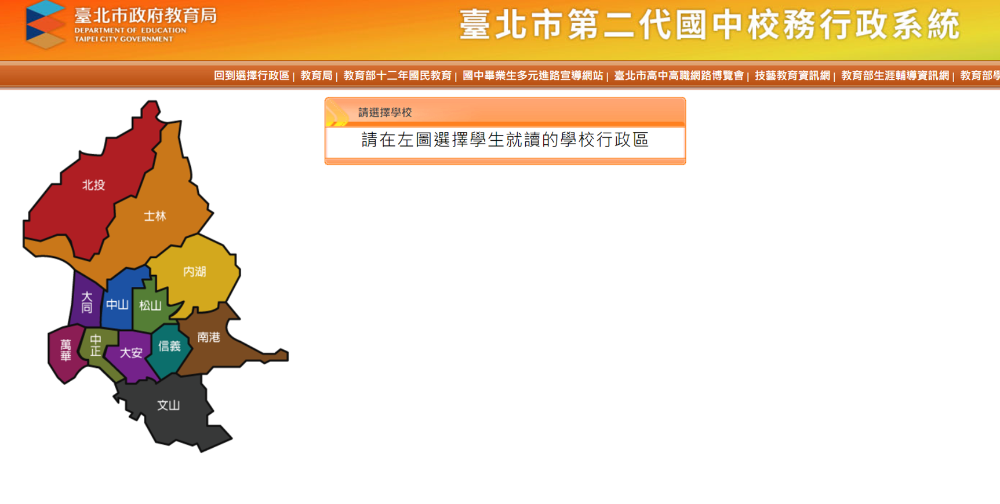 臺北市政府教育局
DEPARTMENT OF EDUCATION
TAIPEI CITY GOVERNMENT
臺北市第二代國中校務行政系統
回到選擇行政區 | 教育局 | 教育部十二年國民教育 | 國中畢業生多元進路宣導網站 | 臺北市高中高職網路博覽會 | 技藝教育資訊網 | 教育部生涯輔導資訊網 | 教育部學
請選擇學校
請在左圖選擇學生就讀的學校行政區
北投
士林
內湖
大同
中山
松山
萬華
中正
大安
信義
南港
文山